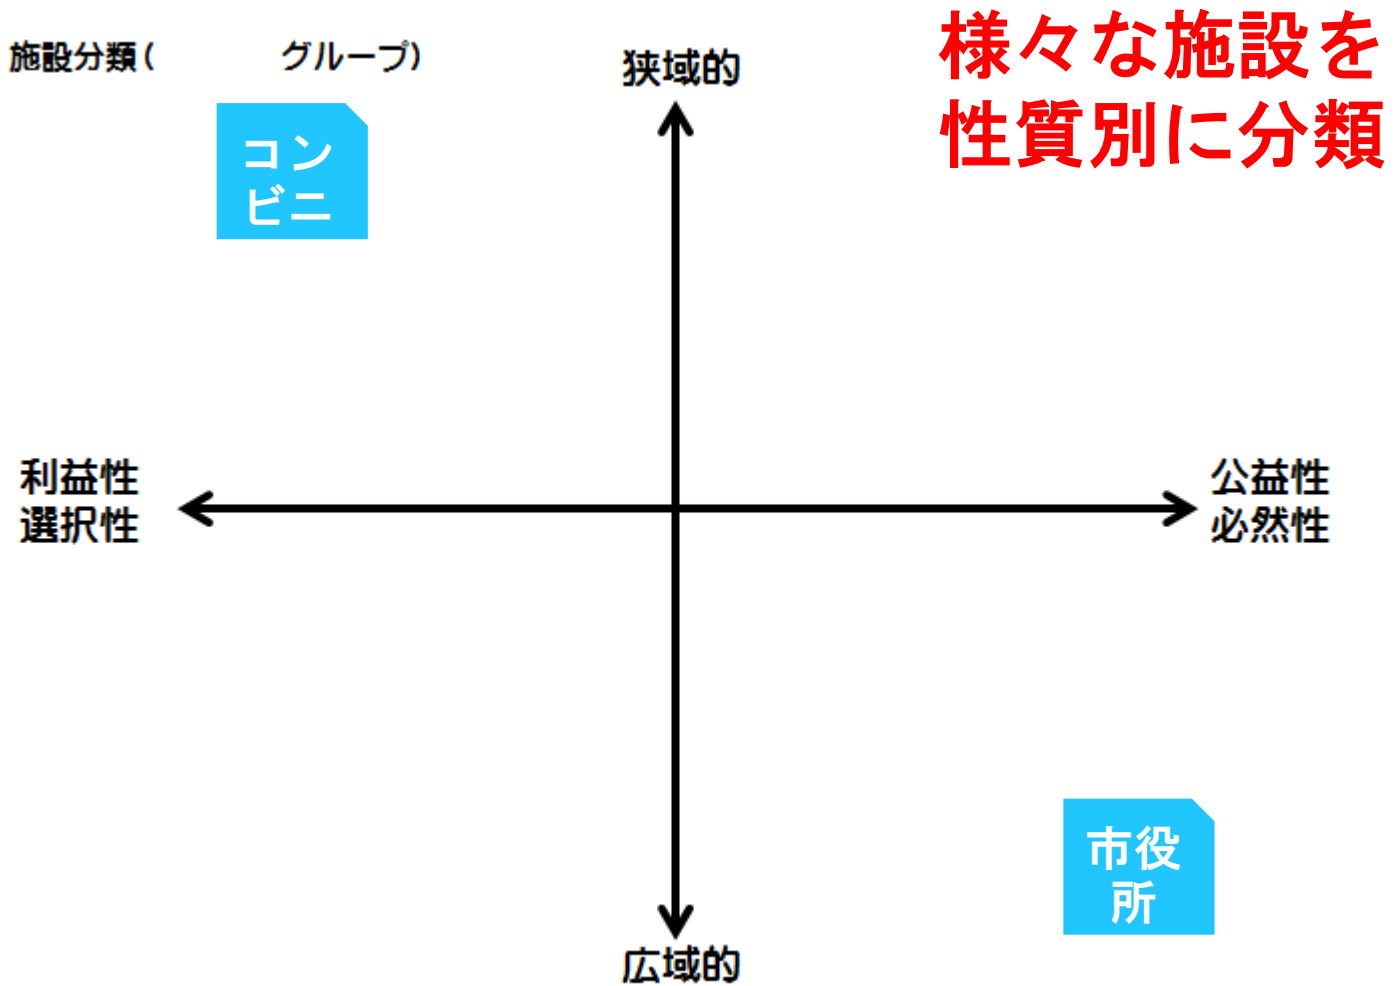 施設分類(　　　　グループ)
様々な施設を
性質別に分類
狭域的
コン
ビニ
利益性
選択性
公益性
必然性
市役
所
広域的